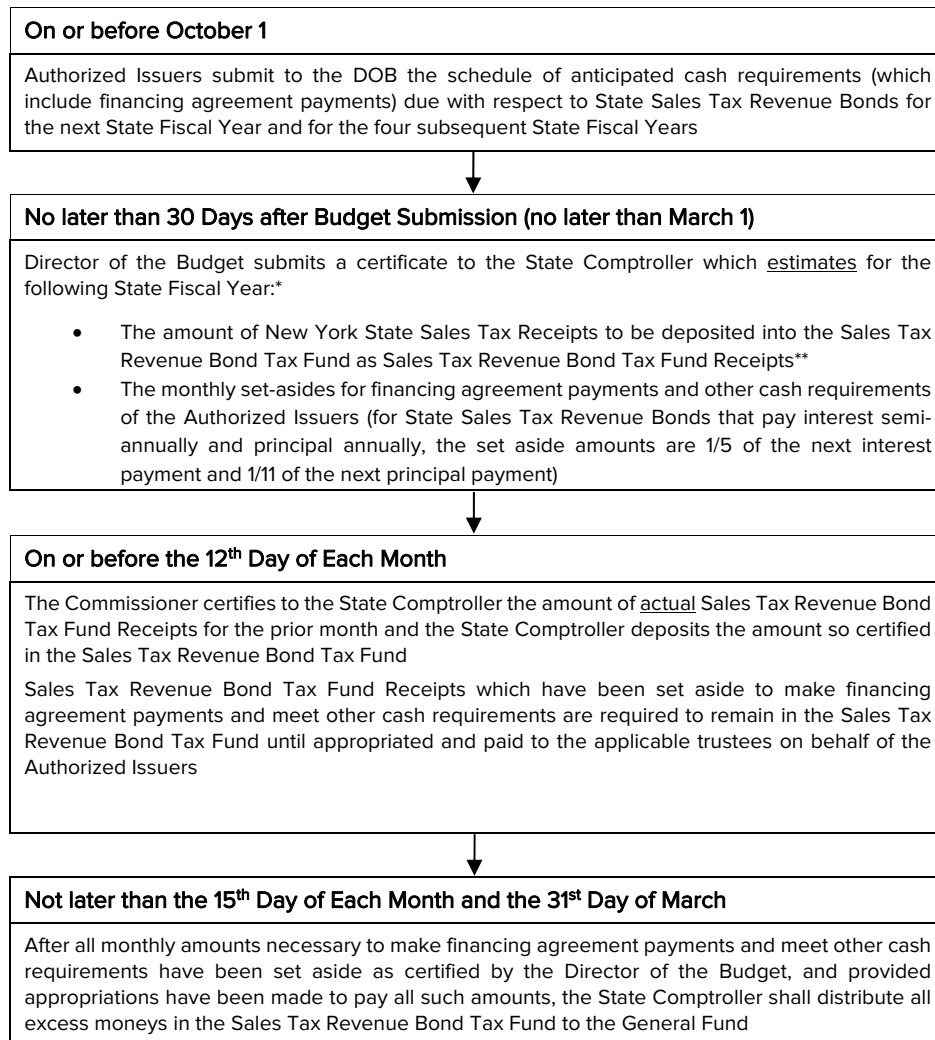 On or before October 1
Authorized Issuers submit to the DOB the schedule of anticipated cash requirements (which
include financing agreement payments) due with respect to State Sales Tax Revenue Bonds for
the next State Fiscal Year and for the four subsequent State Fiscal Years
No later than 30 Days after Budget Submission (no later than March 1)
Director of the Budget submits a certificate to the State Comptroller which estimates for the
following State Fiscal Year:*
• The amount of New York State Sales Tax Receipts to be deposited into the Sales Tax
Revenue Bond Tax Fund as Sales Tax Revenue Bond Tax Fund Receipts**
• The monthly set-asides for financing agreement payments and other cash requirements
of the Authorized Issuers (for State Sales Tax Revenue Bonds that pay interest semi-
annually and principal annually, the set aside amounts are 1/5 of the next interest
payment and 1/11 of the next principal payment)
On or before the 12th Day of Each Month
The Commissioner certifies to the State Comptroller the amount of actual Sales Tax Revenue Bond
Tax Fund Receipts for the prior month and the State Comptroller deposits the amount so certified
in the Sales Tax Revenue Bond Tax Fund
Sales Tax Revenue Bond Tax Fund Receipts which have been set aside to make financing
agreement payments and meet other cash requirements are required to remain in the Sales Tax
Revenue Bond Tax Fund until appropriated and paid to the applicable trustees on behalf of the
Authorized Issuers
Not later than the 15th Day of Each Month and the 31st Day of March
After all monthly amounts necessary to make financing agreement payments and meet other cash
requirements have been set aside as certified by the Director of the Budget, and provided
appropriations have been made to pay all such amounts, the State Comptroller shall distribute all
excess moneys in the Sales Tax Revenue Bond Tax Fund to the General Fund